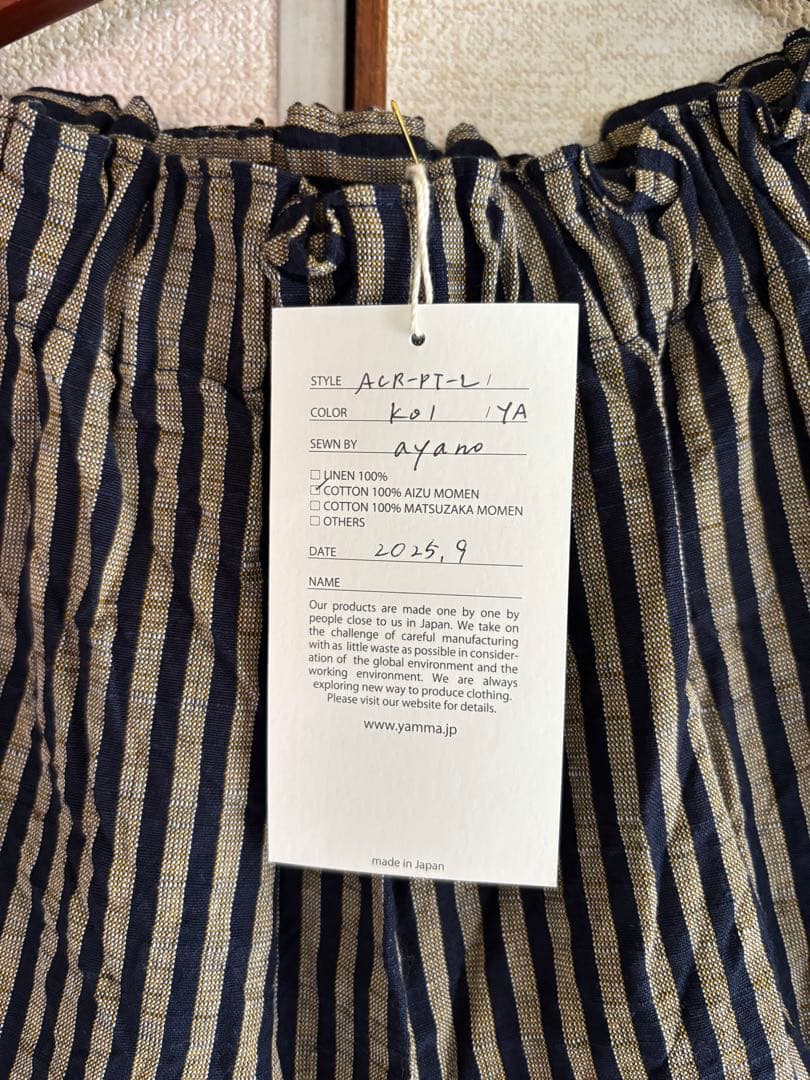 STYLE ACR-PT-L/
COLOR KO1 /YA
SEWN BY ayano
☐ LINEN 100%
☑ COTTON 100% AIZU MOMEN
☐ COTTON 100% MATSUZAKA MOMEN
☐ OTHERS
DATE 2025,9
NAME
Our products are made one by one by
people close to us in Japan. We take on
the challenge of careful manufacturing
with as little waste as possible in consider-
ation of the global environment and the
working environment. We are always
exploring new way to produce clothing.
Please visit our website for details.
www.yamma.jp
made in Japan